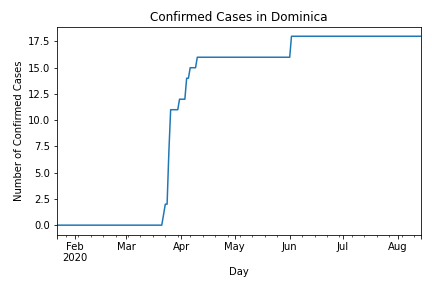 Confirmed Cases in Dominica
Number of Confirmed Cases
17.5
15.0
12.5
10.0
7.5
5.0
2.5
0.0
Feb Mar Apr May Jun Jul Aug
2020
Day